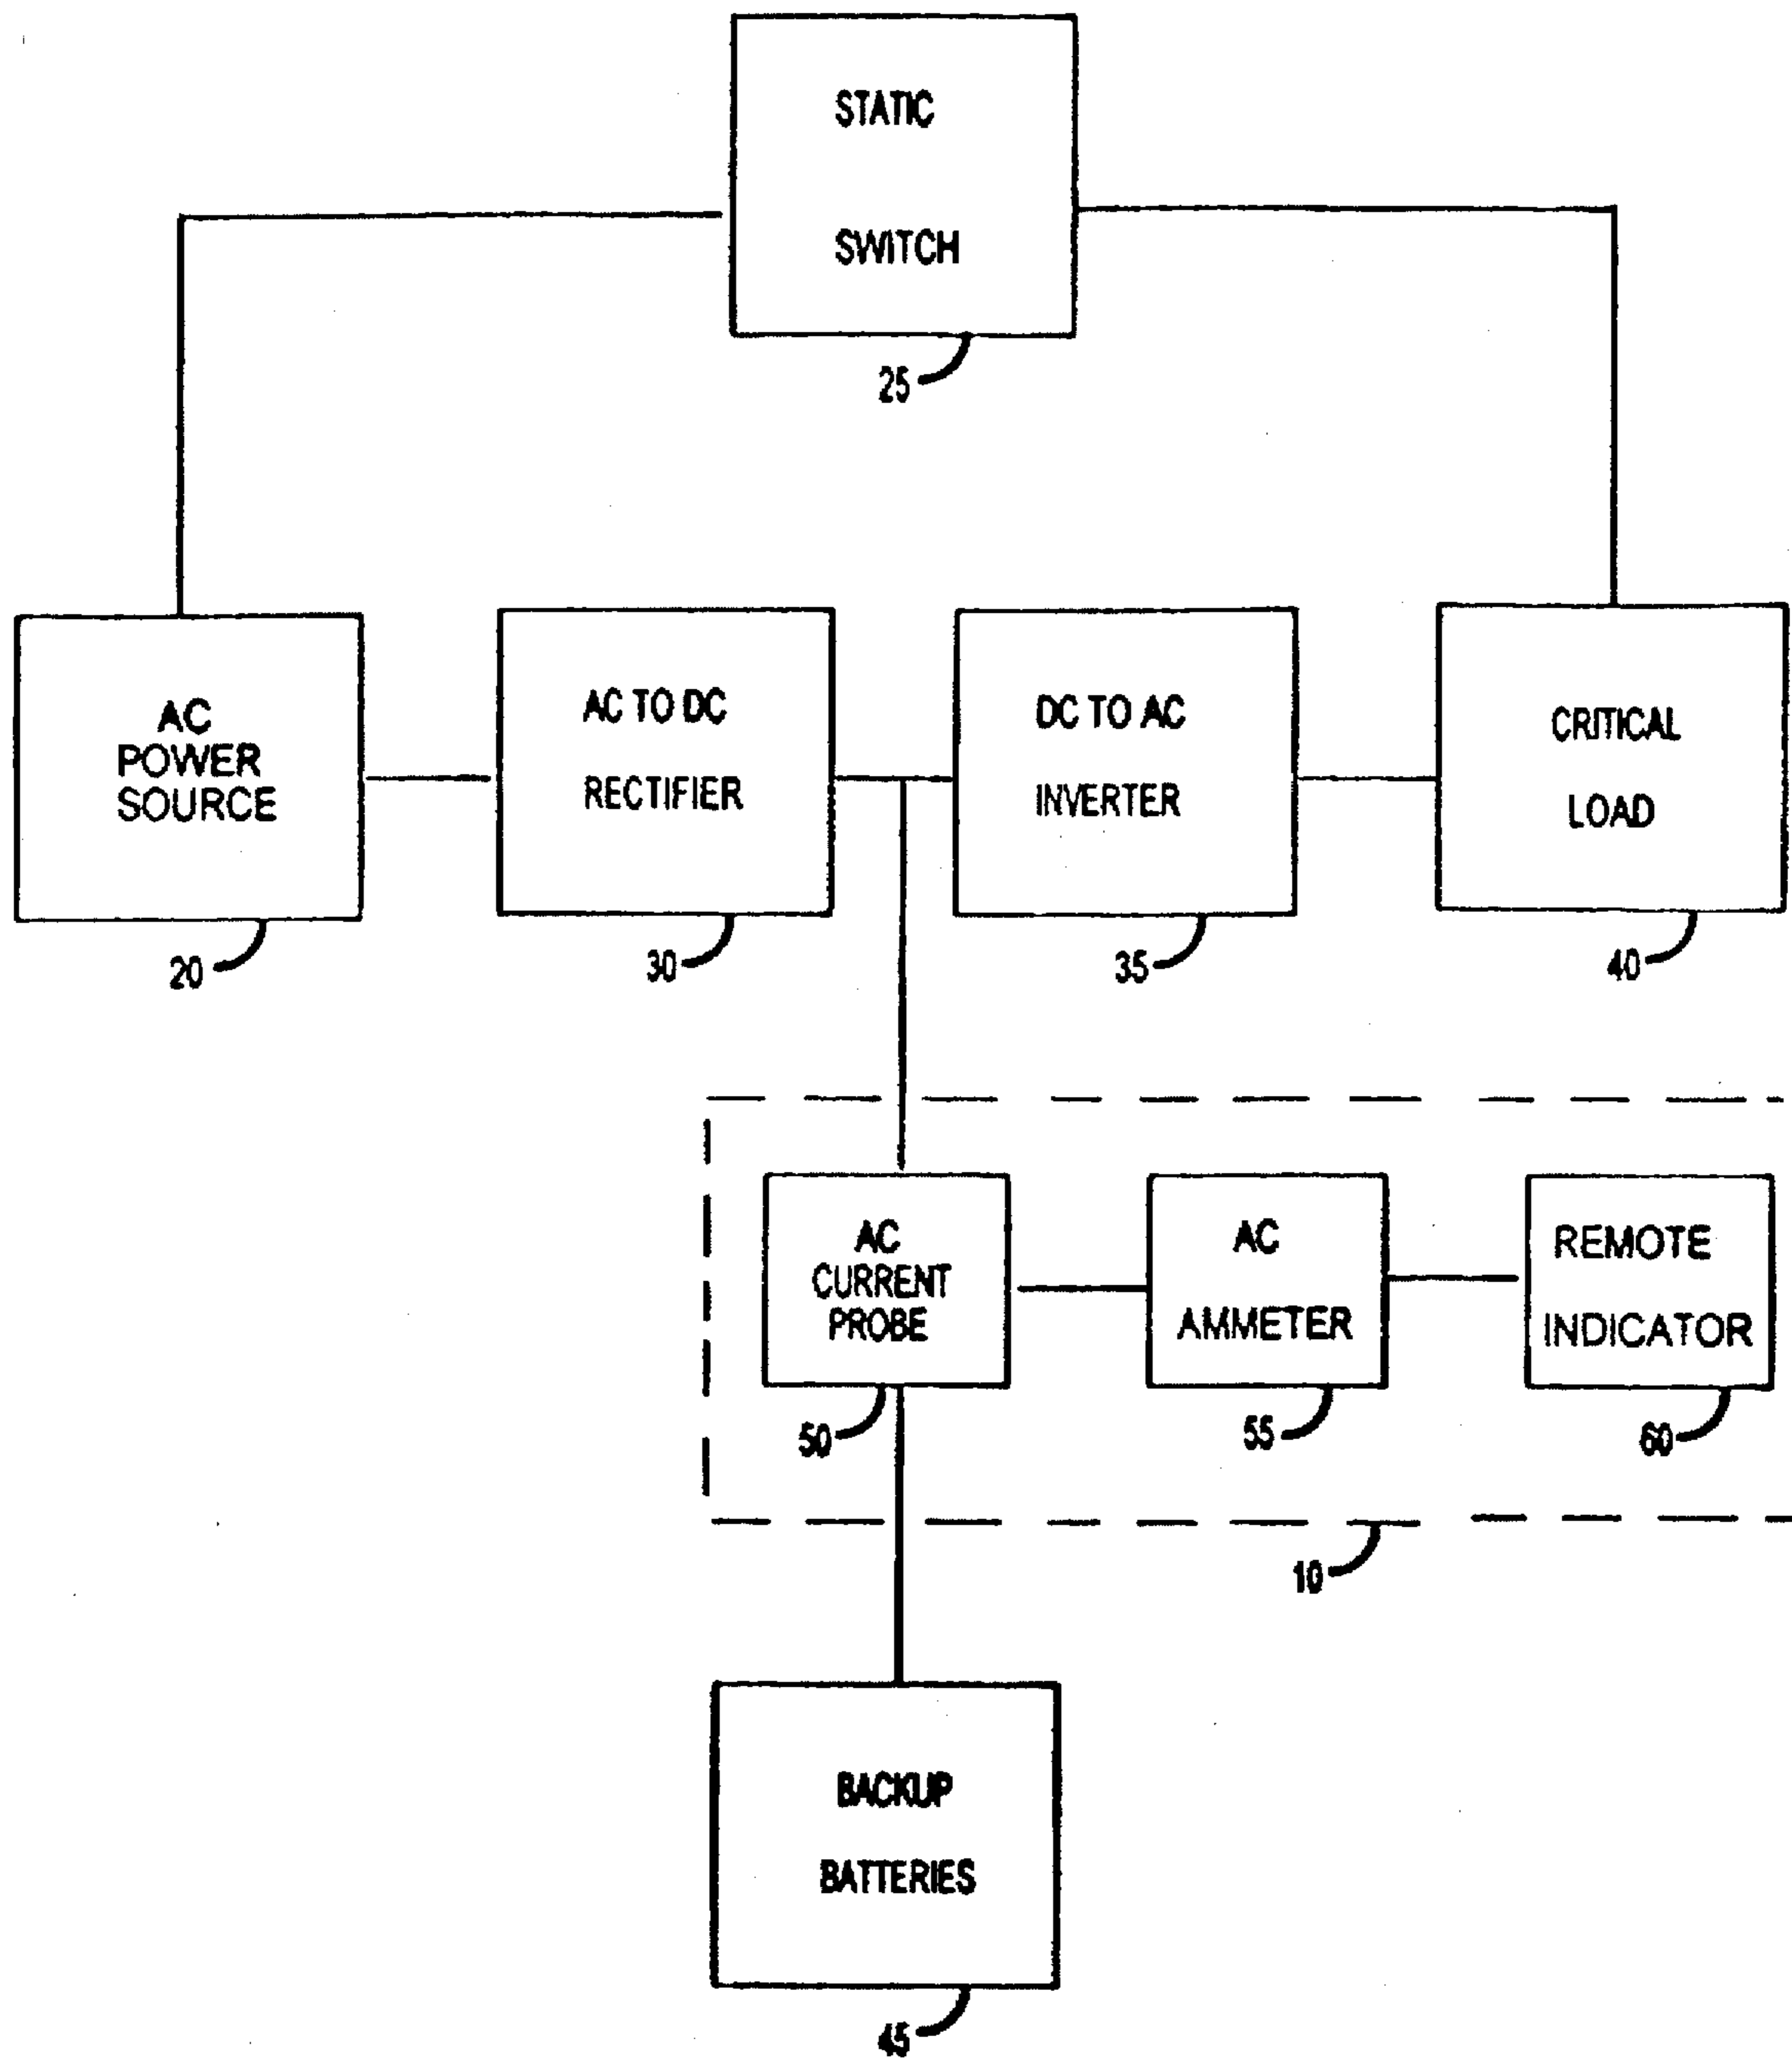 STATIC
SWITCH
25
AC
POWER
SOURCE
20
AC TO DC
RECTIFIER
30
DC TO AC
INVERTER
35
CRITICAL
LOAD
40
AC
CURRENT
PROBE
50
AC
AMMETER
55
REMOTE
INDICATOR
60
10
BACKUP
BATTERIES
45